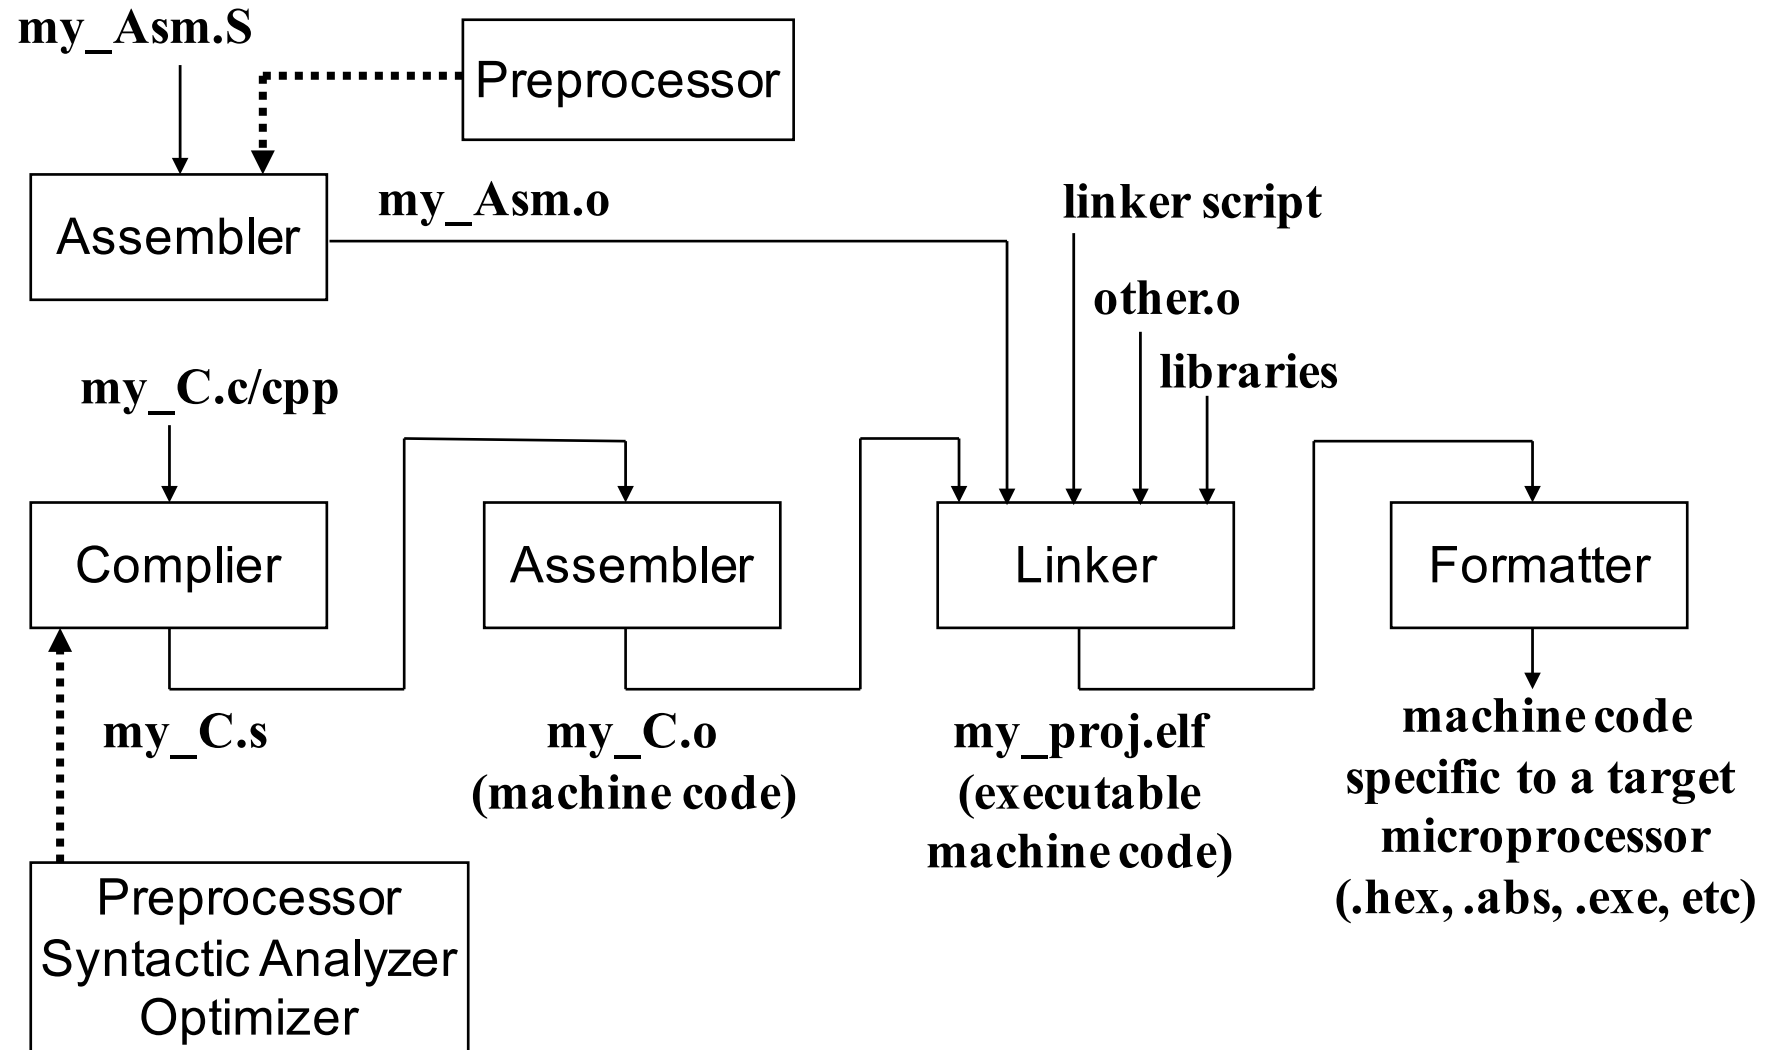 my_Asm.S
Preprocessor
Assembler
my_Asm.o
linker script
other.o
libraries
my_C.c/cpp
Complier
Assembler
Linker
Formatter
my_C.s
my_C.o
(machine code)
my_proj.elf
(executable
machine code)
machine code
specific to a target
microprocessor
(.hex, .abs, .exe, etc)
Preprocessor
Syntactic Analyzer
Optimizer